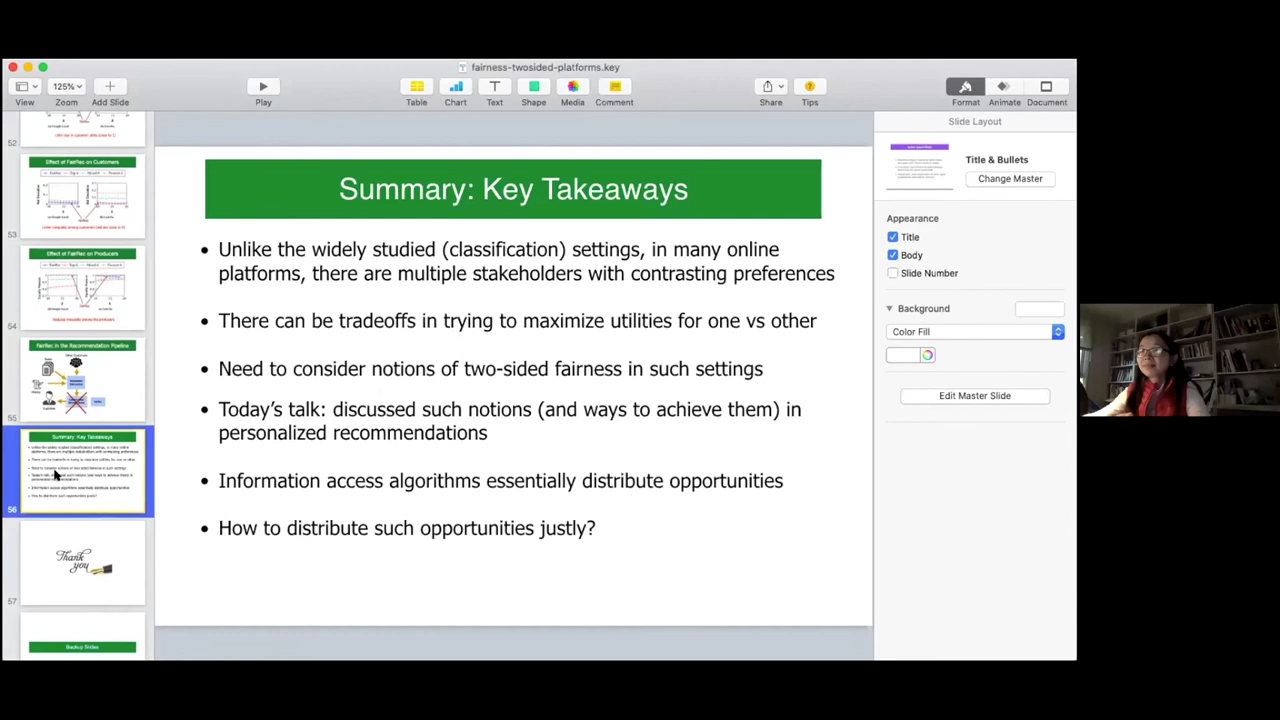 fairness-twosided-platforms.key
125%
View
Zoom
Add Slide
Play
Table
Chart
Text
Shape
Media
Comment
Share
Tips
Format
Animate
Document
52
Effect of FairRec on Customers
53
Effect of FairRec on Producers
54
FairRec in the Recommendation Pipeline
55
Summary: Key Takeaways
56
Thank
you
57
Backup Slides
Summary: Key Takeaways
• Unlike the widely studied (classification) settings, in many online
platforms, there are multiple stakeholders with contrasting preferences
• There can be tradeoffs in trying to maximize utilities for one vs other
• Need to consider notions of two-sided fairness in such settings
• Today's talk: discussed such notions (and ways to achieve them) in
personalized recommendations
• Information access algorithms essentially distribute opportunities
• How to distribute such opportunities justly?
Slide Layout
Title & Bullets
Change Master
Appearance
Title
Body
Slide Number
Background
Color Fill
Edit Master Slide